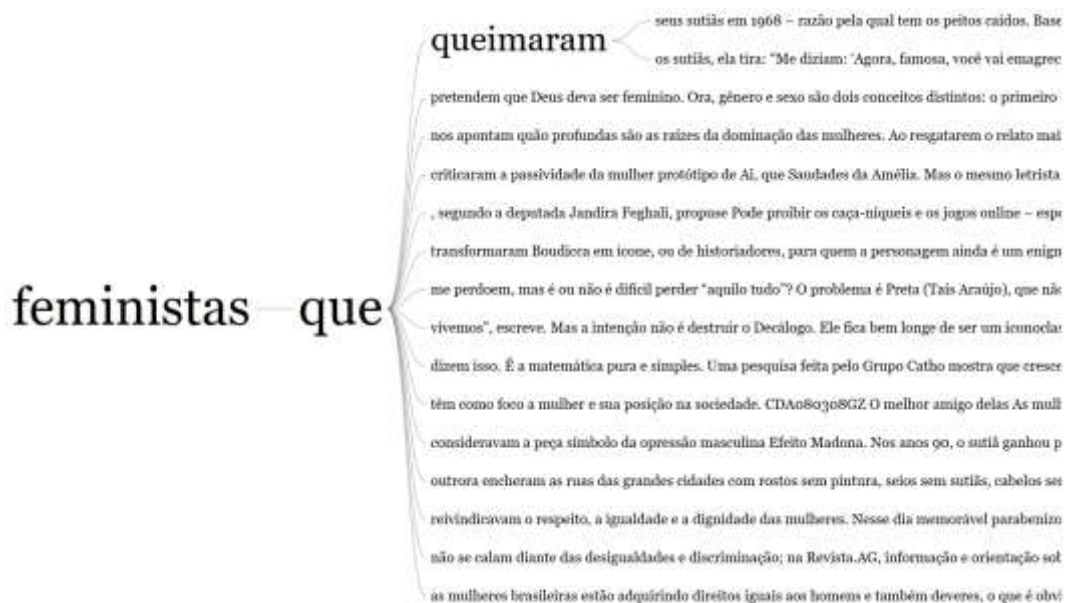 feministas que
queimaram
seus sutiãs em 1968 – razão pela qual tem os peitos caídos. Base
os sutiãs, ela tira: "Me diziam: 'Agora, famosa, você vai emagrec
pretendem que Deus deva ser feminino. Ora, gênero e sexo são dois conceitos distintos: o primeiro
nos apontam quão profundas são as raízes da dominação das mulheres. Ao resgatarem o relato mai
criticaram a passividade da mulher protótipo de Ai, que Saudades da Amélia. Mas o mesmo letrista
, segundo a deputada Jandira Feghali, propuse Pode proibir os caça-níqueis e os jogos online – espe
transformaram Boudicca em ícone, ou de historiadores, para quem a personagem ainda é um enign
me perdoem, mas é ou não é difícil perder "aquilo tudo"? O problema é Preta (Taís Araújo), que não
vivemos", escreve. Mas a intenção não é destruir o Decálogo. Ele fica bem longe de ser um iconoclas
dizem isso. É a matemática pura e simples. Uma pesquisa feita pelo Grupo Catho mostra que cresce
têm como foco a mulher e sua posição na sociedade. CDA080308GZ O melhor amigo delas As mull
consideravam a peça símbolo da opressão masculina Efeito Madona. Nos anos 90, o sutiã ganhou p
outrora encheram as ruas das grandes cidades com rostos sem pintura, seios sem sutiãs, cabelos se
reivindicavam o respeito, a igualdade e a dignidade das mulheres. Nesse dia memorável parabenizo
não se calam diante das desigualdades e discriminação; na Revista.AG, informação e orientação sob
as mulheres brasileiras estão adquirindo direitos iguais aos homens e também deveres, o que é obvi